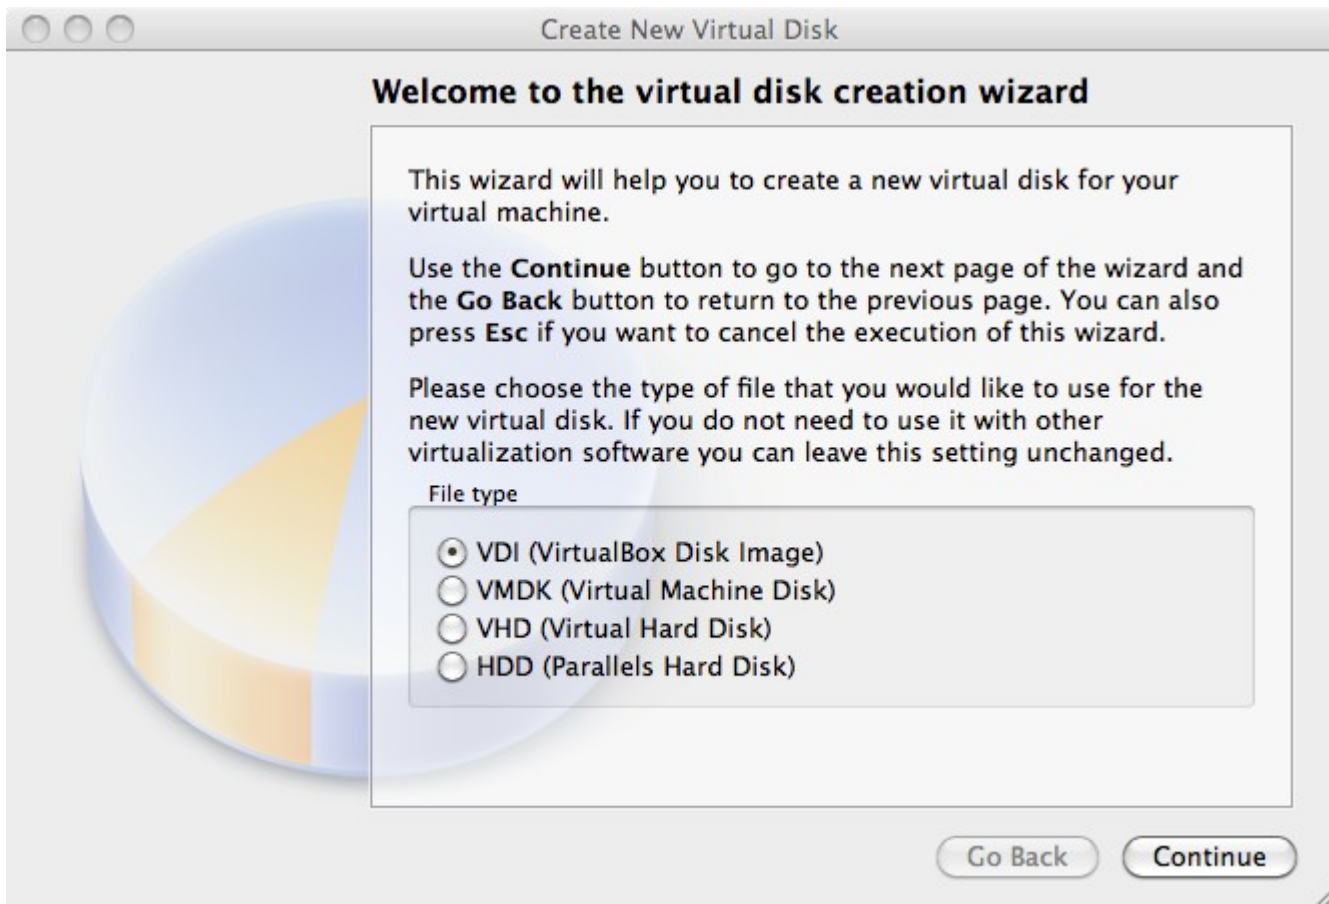 Create New Virtual Disk
Welcome to the virtual disk creation wizard
This wizard will help you to create a new virtual disk for your
virtual machine.
Use the Continue button to go to the next page of the wizard and
the Go Back button to return to the previous page. You can also
press Esc if you want to cancel the execution of this wizard.
Please choose the type of file that you would like to use for the
new virtual disk. If you do not need to use it with other
virtualization software you can leave this setting unchanged.
File type
VDI (VirtualBox Disk Image)
VMDK (Virtual Machine Disk)
VHD (Virtual Hard Disk)
HDD (Parallels Hard Disk)
Go Back
Continue